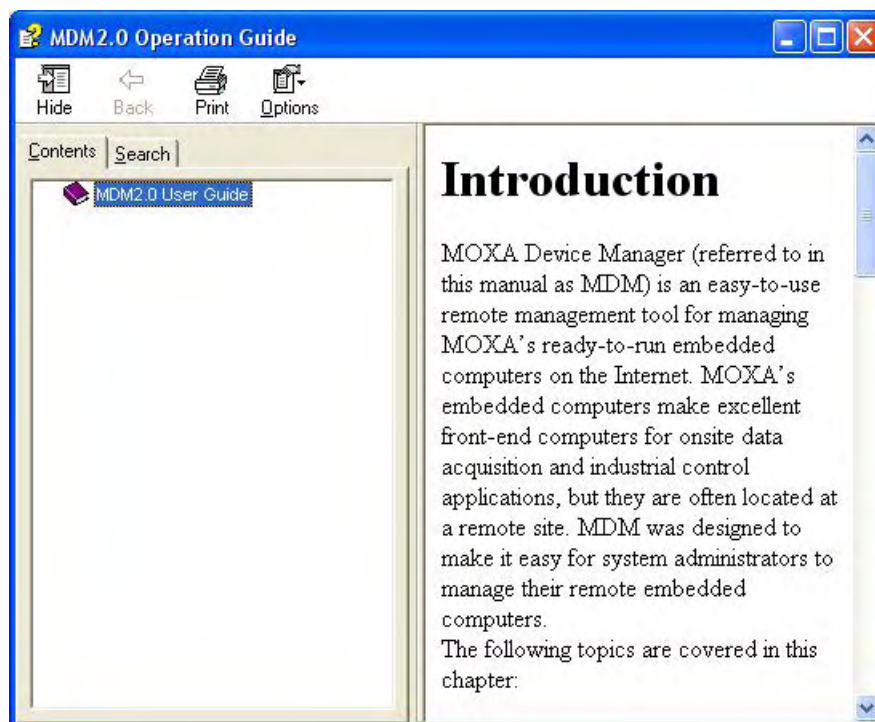 MDM2.0 Operation Guide
Hide Back Print Options
Contents Search
MDM2.0 User Guide
Introduction
MOXA Device Manager (referred to in
this manual as MDM) is an easy-to-use
remote management tool for managing
MOXA's ready-to-run embedded
computers on the Internet. MOXA's
embedded computers make excellent
front-end computers for onsite data
acquisition and industrial control
applications, but they are often located at
a remote site. MDM was designed to
make it easy for system administrators to
manage their remote embedded
computers.
The following topics are covered in this
chapter: